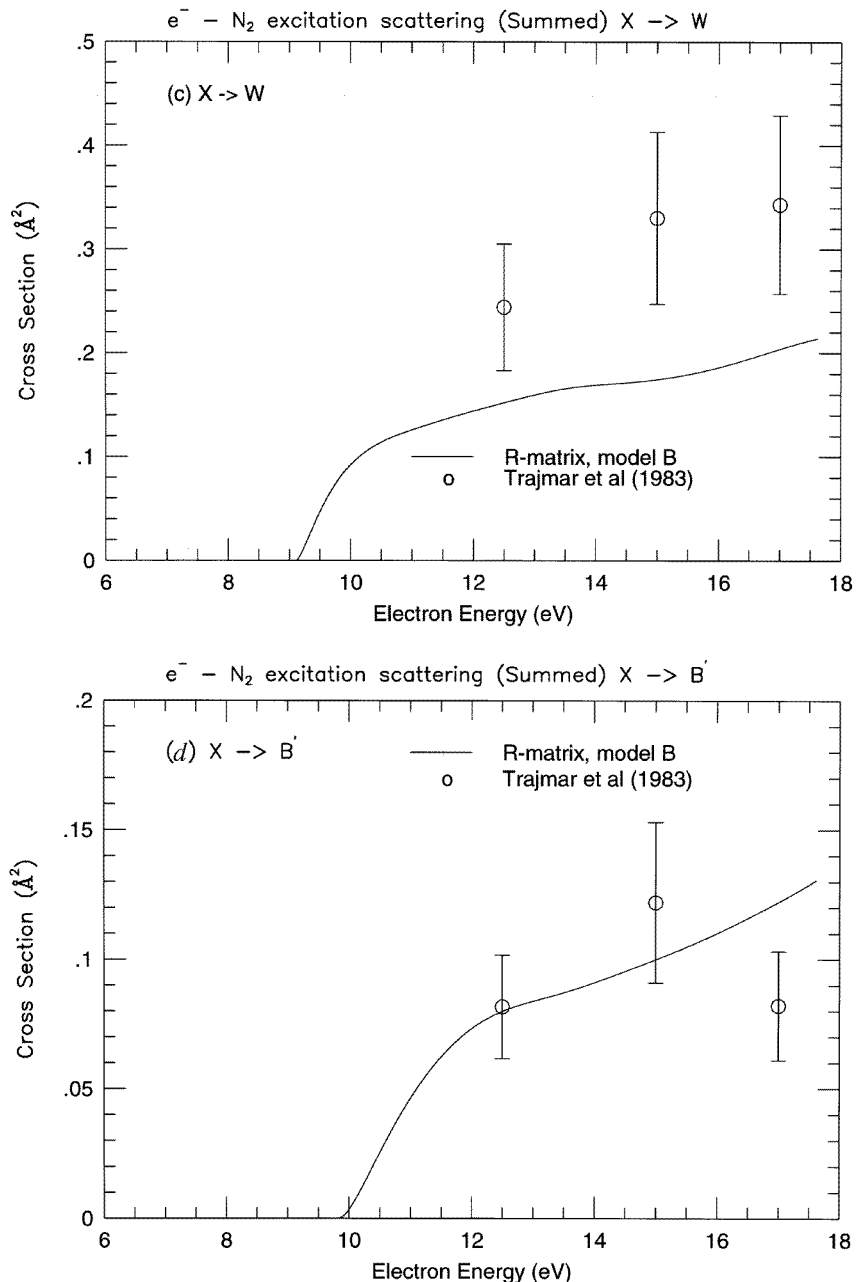 e⁻ − N₂ excitation scattering (Summed) X −> W
.5
(c) X -> W
.4
.3
.2
.1
0
Cross Section (Å²)
R-matrix, model B
o Trajmar et al (1983)
6 8 10 12 14 16 18
Electron Energy (eV)
e⁻ − N₂ excitation scattering (Summed) X −> B'
.2
(d) X −> B'
R-matrix, model B
o Trajmar et al (1983)
.15
.1
.05
0
Cross Section (Å²)
6 8 10 12 14 16 18
Electron Energy (eV)